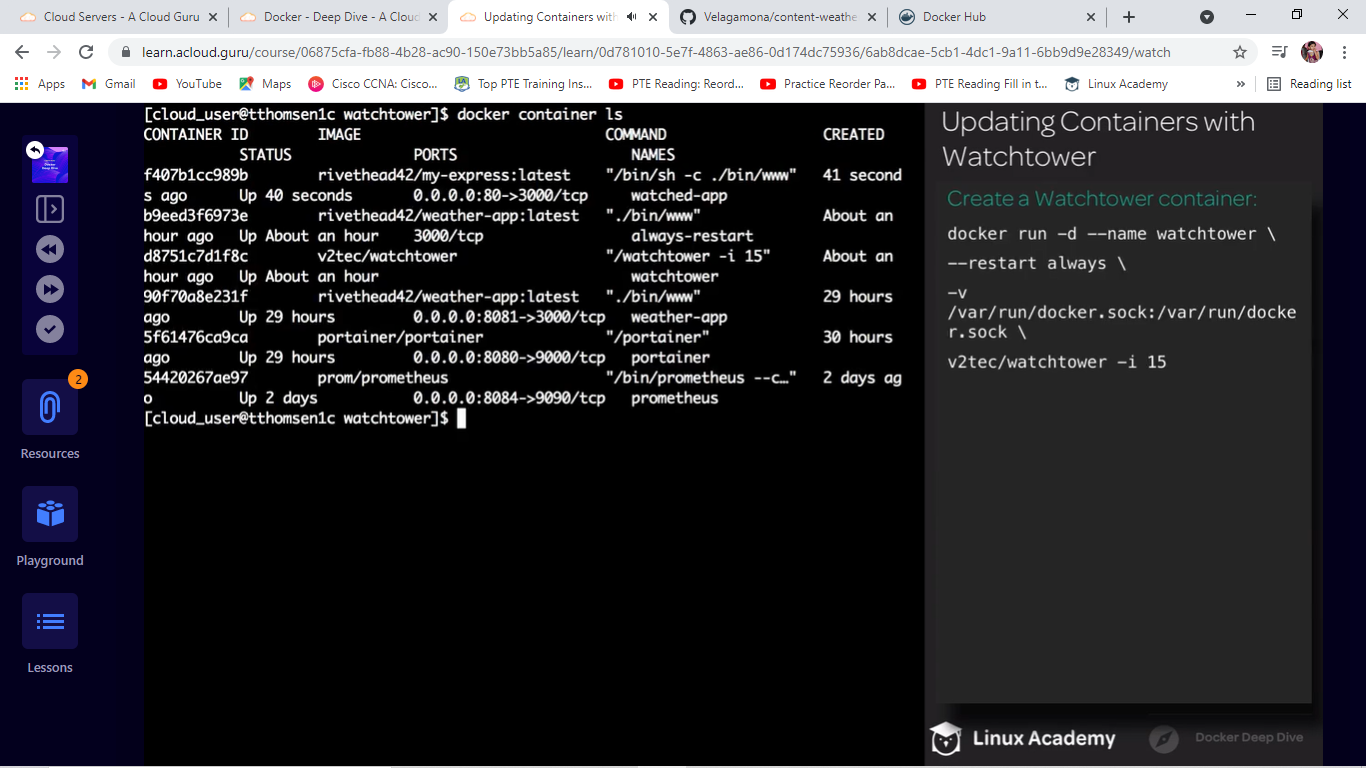 Cloud Servers - A Cloud Guru
Docker - Deep Dive - A Cloud
Updating Containers with
Velagamona/content-weathe
Docker Hub
learn.acloud.guru/course/06875cfa-fb88-4b28-ac90-150e73bb5a85/learn/0d781010-5e7f-4863-ae86-0d174dc75936/6ab8dcae-5cb1-4dc1-9a11-6bb9d9e28349/watch
Apps
Gmail
YouTube
Maps
Cisco CCNA: Cisco...
Top PTE Training Ins...
PTE Reading: Reord...
Practice Reorder Pa...
PTE Reading Fill in t...
Linux Academy
»
Reading list
2
Resources
Playground
Lessons
[cloud_user@tthomsen1c watchtower]$ docker container ls
CONTAINER ID IMAGE COMMAND CREATED
STATUS PORTS NAMES
f407b1cc989b rivethead42/my-express:latest "/bin/sh -c ./bin/www" 41 second
s ago Up 40 seconds 0.0.0.0:80->3000/tcp watched-app
b9eed3f6973e rivethead42/weather-app:latest "./bin/www" About an
hour ago Up About an hour 3000/tcp always-restart
d8751c7d1f8c v2tec/watchtower "/watchtower -i 15" About an
hour ago Up About an hour watchtower
90f70a8e231f rivethead42/weather-app:latest "./bin/www" 29 hours
ago Up 29 hours 0.0.0.0:8081->3000/tcp weather-app
5f61476ca9ca portainer/portainer "/portainer" 30 hours
ago Up 29 hours 0.0.0.0:8080->9000/tcp portainer
54420267ae97 prom/prometheus "/bin/prometheus --c…" 2 days ag
o Up 2 days 0.0.0.0:8084->9090/tcp prometheus
[cloud_user@tthomsen1c watchtower]$
Updating Containers with
Watchtower
Create a Watchtower container:
docker run -d --name watchtower \
--restart always \
-v
/var/run/docker.sock:/var/run/docke
r.sock \
v2tec/watchtower -i 15
Linux Academy
Docker Deep Dive